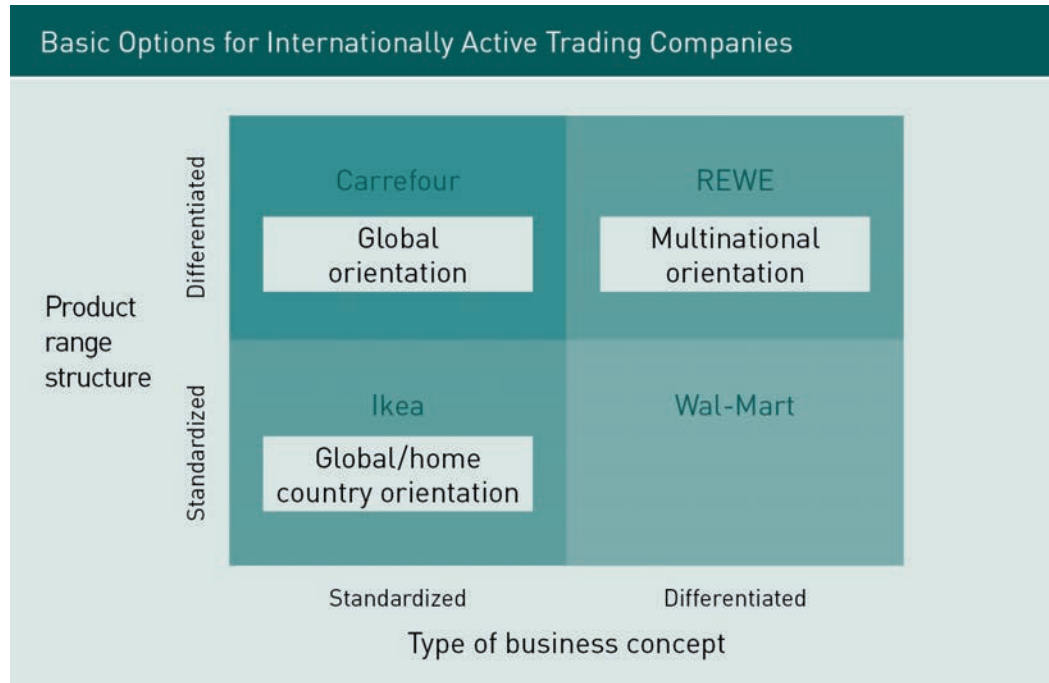 Basic Options for Internationally Active Trading Companies
Product
range
structure
Differentiated
Standardized
Carrefour
Global
orientation
REWE
Multinational
orientation
Ikea
Global/home
country orientation
Wal-Mart
Standardized
Differentiated
Type of business concept